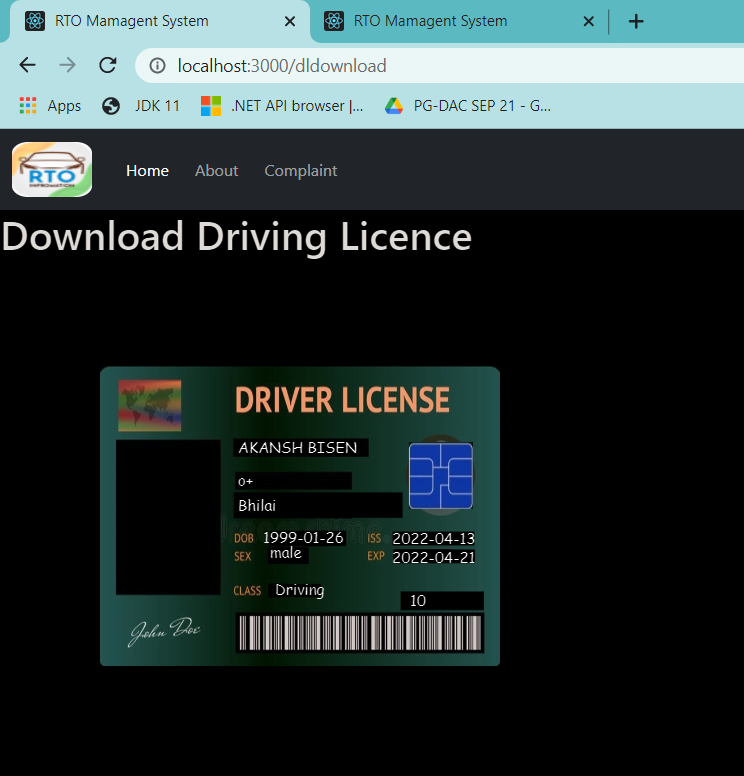 RTO Mamagent System
RTO Mamagent System
localhost:3000/dldownload
Apps JDK 11 .NET API browser |... PG-DAC SEP 21 - G...
RTO
INFROMATION
Home About Complaint
Download Driving Licence
DRIVER LICENSE
AKANSH BISEN
o+
Bhilai
DOB 1999-01-26 ISS 2022-04-13
SEX male EXP 2022-04-21
CLASS Driving
10
John Doe